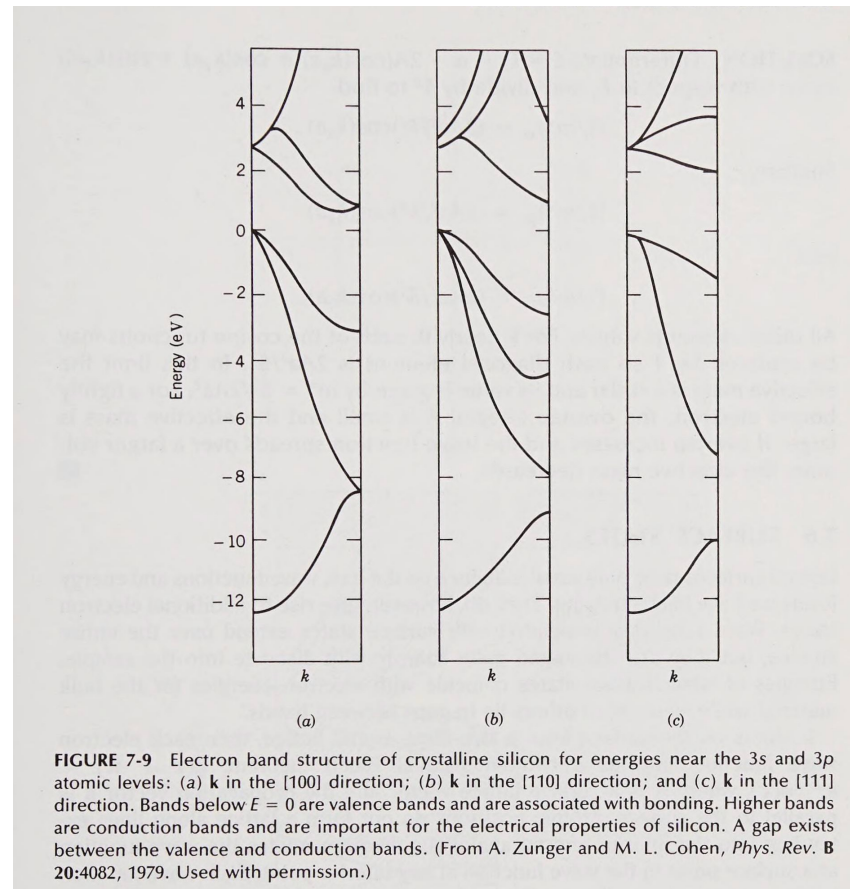 4
2
0
−2
−4
−6
−8
−10
−12
Energy (eV)
k
k
k
(a)
(b)
(c)
FIGURE 7-9 Electron band structure of crystalline silicon for energies near the 3s and 3p
atomic levels: (a) k in the [100] direction; (b) k in the [110] direction; and (c) k in the [111]
direction. Bands below E = 0 are valence bands and are associated with bonding. Higher bands
are conduction bands and are important for the electrical properties of silicon. A gap exists
between the valence and conduction bands. (From A. Zunger and M. L. Cohen, Phys. Rev. B
20:4082, 1979. Used with permission.)